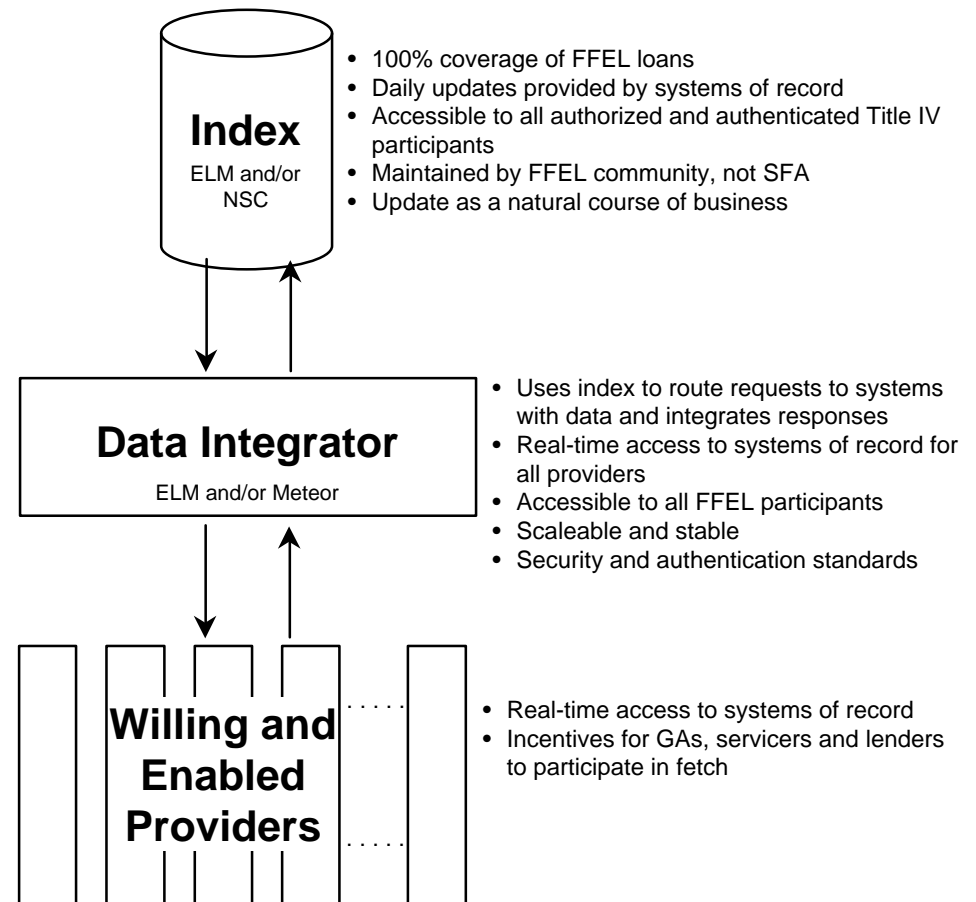 Index
ELM and/or
NSC
• 100% coverage of FFEL loans
• Daily updates provided by systems of record
• Accessible to all authorized and authenticated Title IV
participants
• Maintained by FFEL community, not SFA
• Update as a natural course of business
Data Integrator
ELM and/or Meteor
• Uses index to route requests to systems
with data and integrates responses
• Real-time access to systems of record for
all providers
• Accessible to all FFEL participants
• Scaleable and stable
• Security and authentication standards
Willing and
Enabled
Providers
. . . . .
. . . . .
• Real-time access to systems of record
• Incentives for GAs, servicers and lenders
to participate in fetch